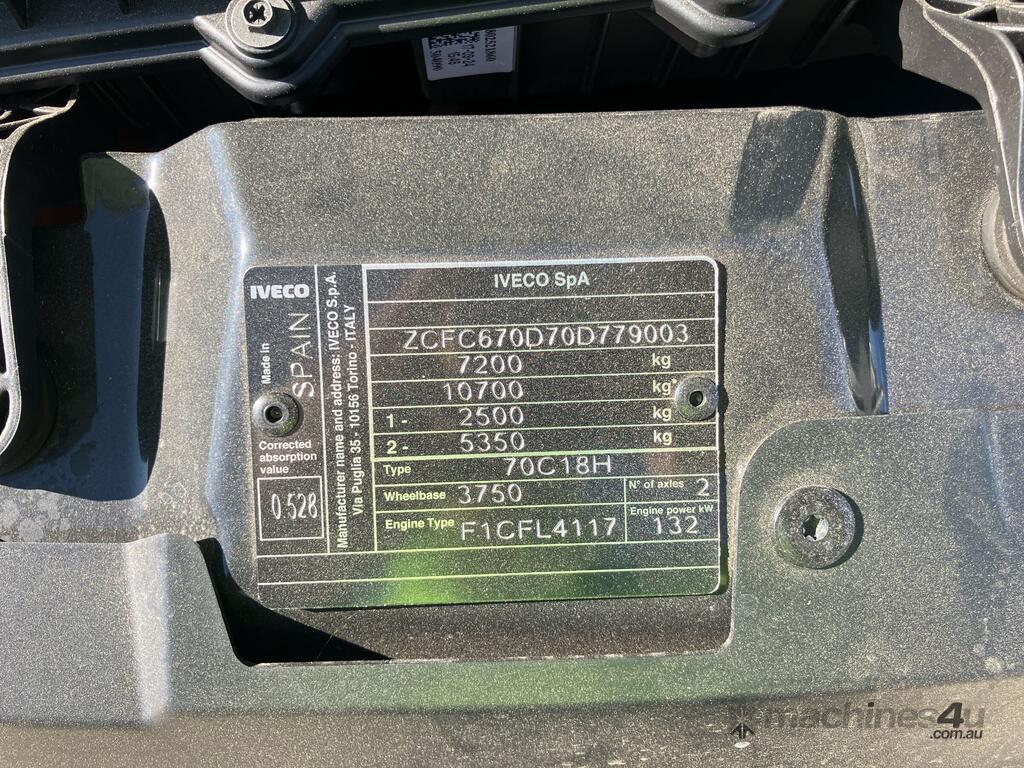 IVECO
Made in
SPAIN
Corrected
absorption
value
0.528
Manufacturer name and address: IVECO S.p.A.
Via Puglia 35 - 10156 Torino - ITALY
IVECO SpA
ZCFC670D70D779003
7200 kg
10700 kg*
1 - 2500 kg
2 - 5350 kg
Type 70C18H
Wheelbase 3750 N° of axles 2
Engine Type F1CFL4117 Engine power kW 132
machines4u
.com.au